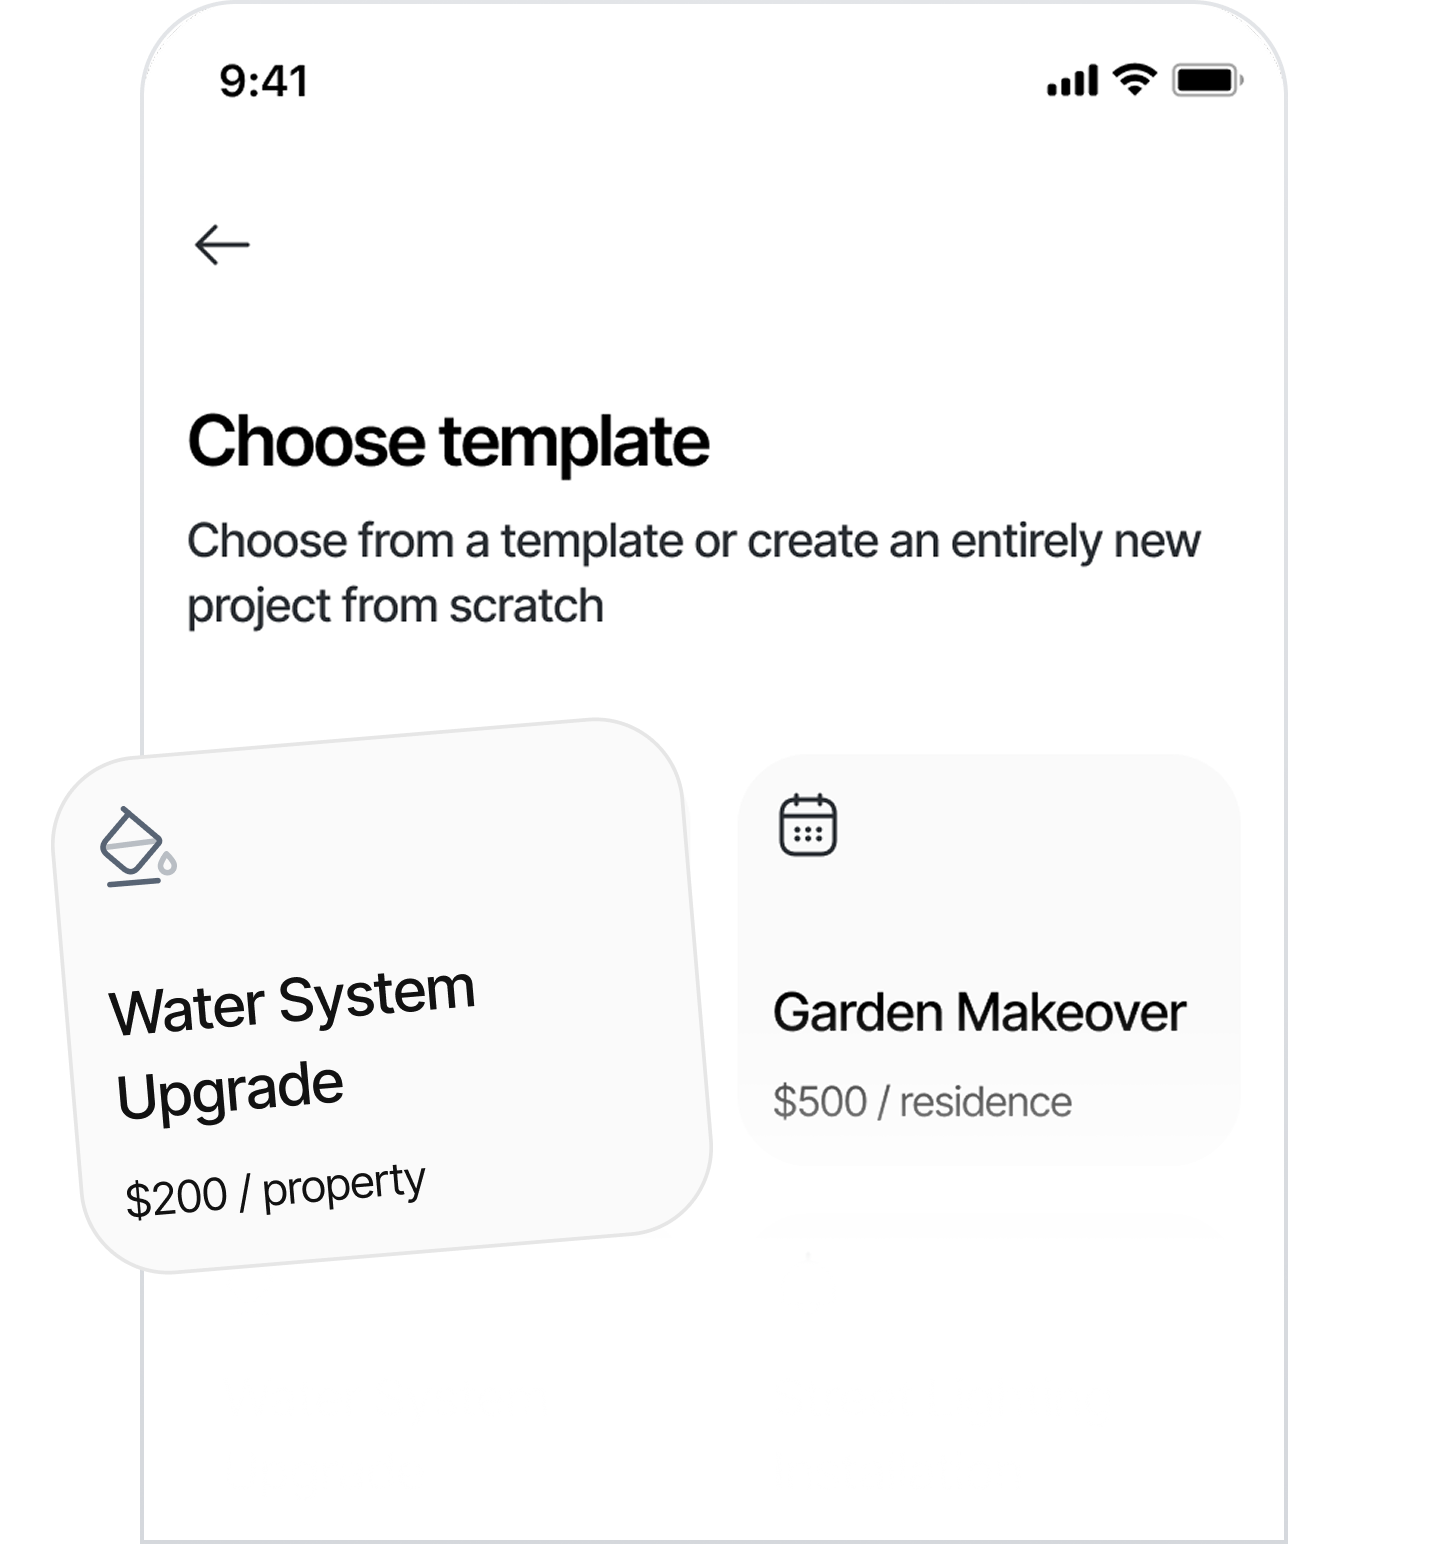 9:41
Choose template
Choose from a template or create an entirely new
project from scratch
Water System
Upgrade
$200 / property
Garden Makeover
$500 / residence